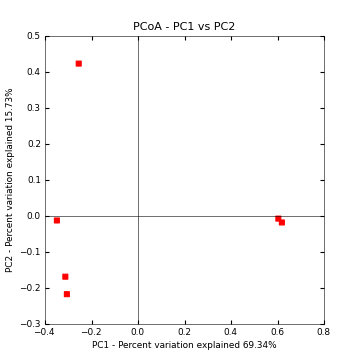 PCoA - PC1 vs PC2
0.5
0.4
0.3
0.2
0.1
0.0
−0.1
−0.2
−0.3
PC2 - Percent variation explained 15.73%
−0.4 −0.2 0.0 0.2 0.4 0.6 0.8
PC1 - Percent variation explained 69.34%